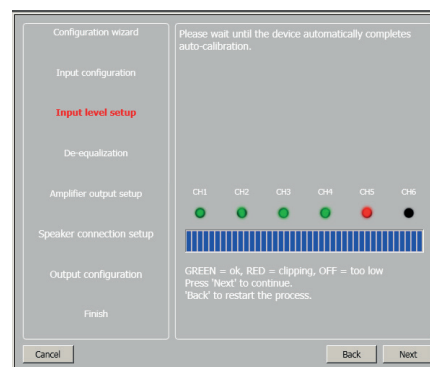 Configuration wizard
Input configuration
Input level setup
De-equalization
Amplifier output setup
Speaker connection setup
Output configuration
Finish
Please wait until the device automatically completes
auto-calibration.
CH1 CH2 CH3 CH4 CH5 CH6
GREEN = ok, RED = clipping, OFF = too low
Press 'Next' to continue.
'Back' to restart the process.
Cancel Back Next